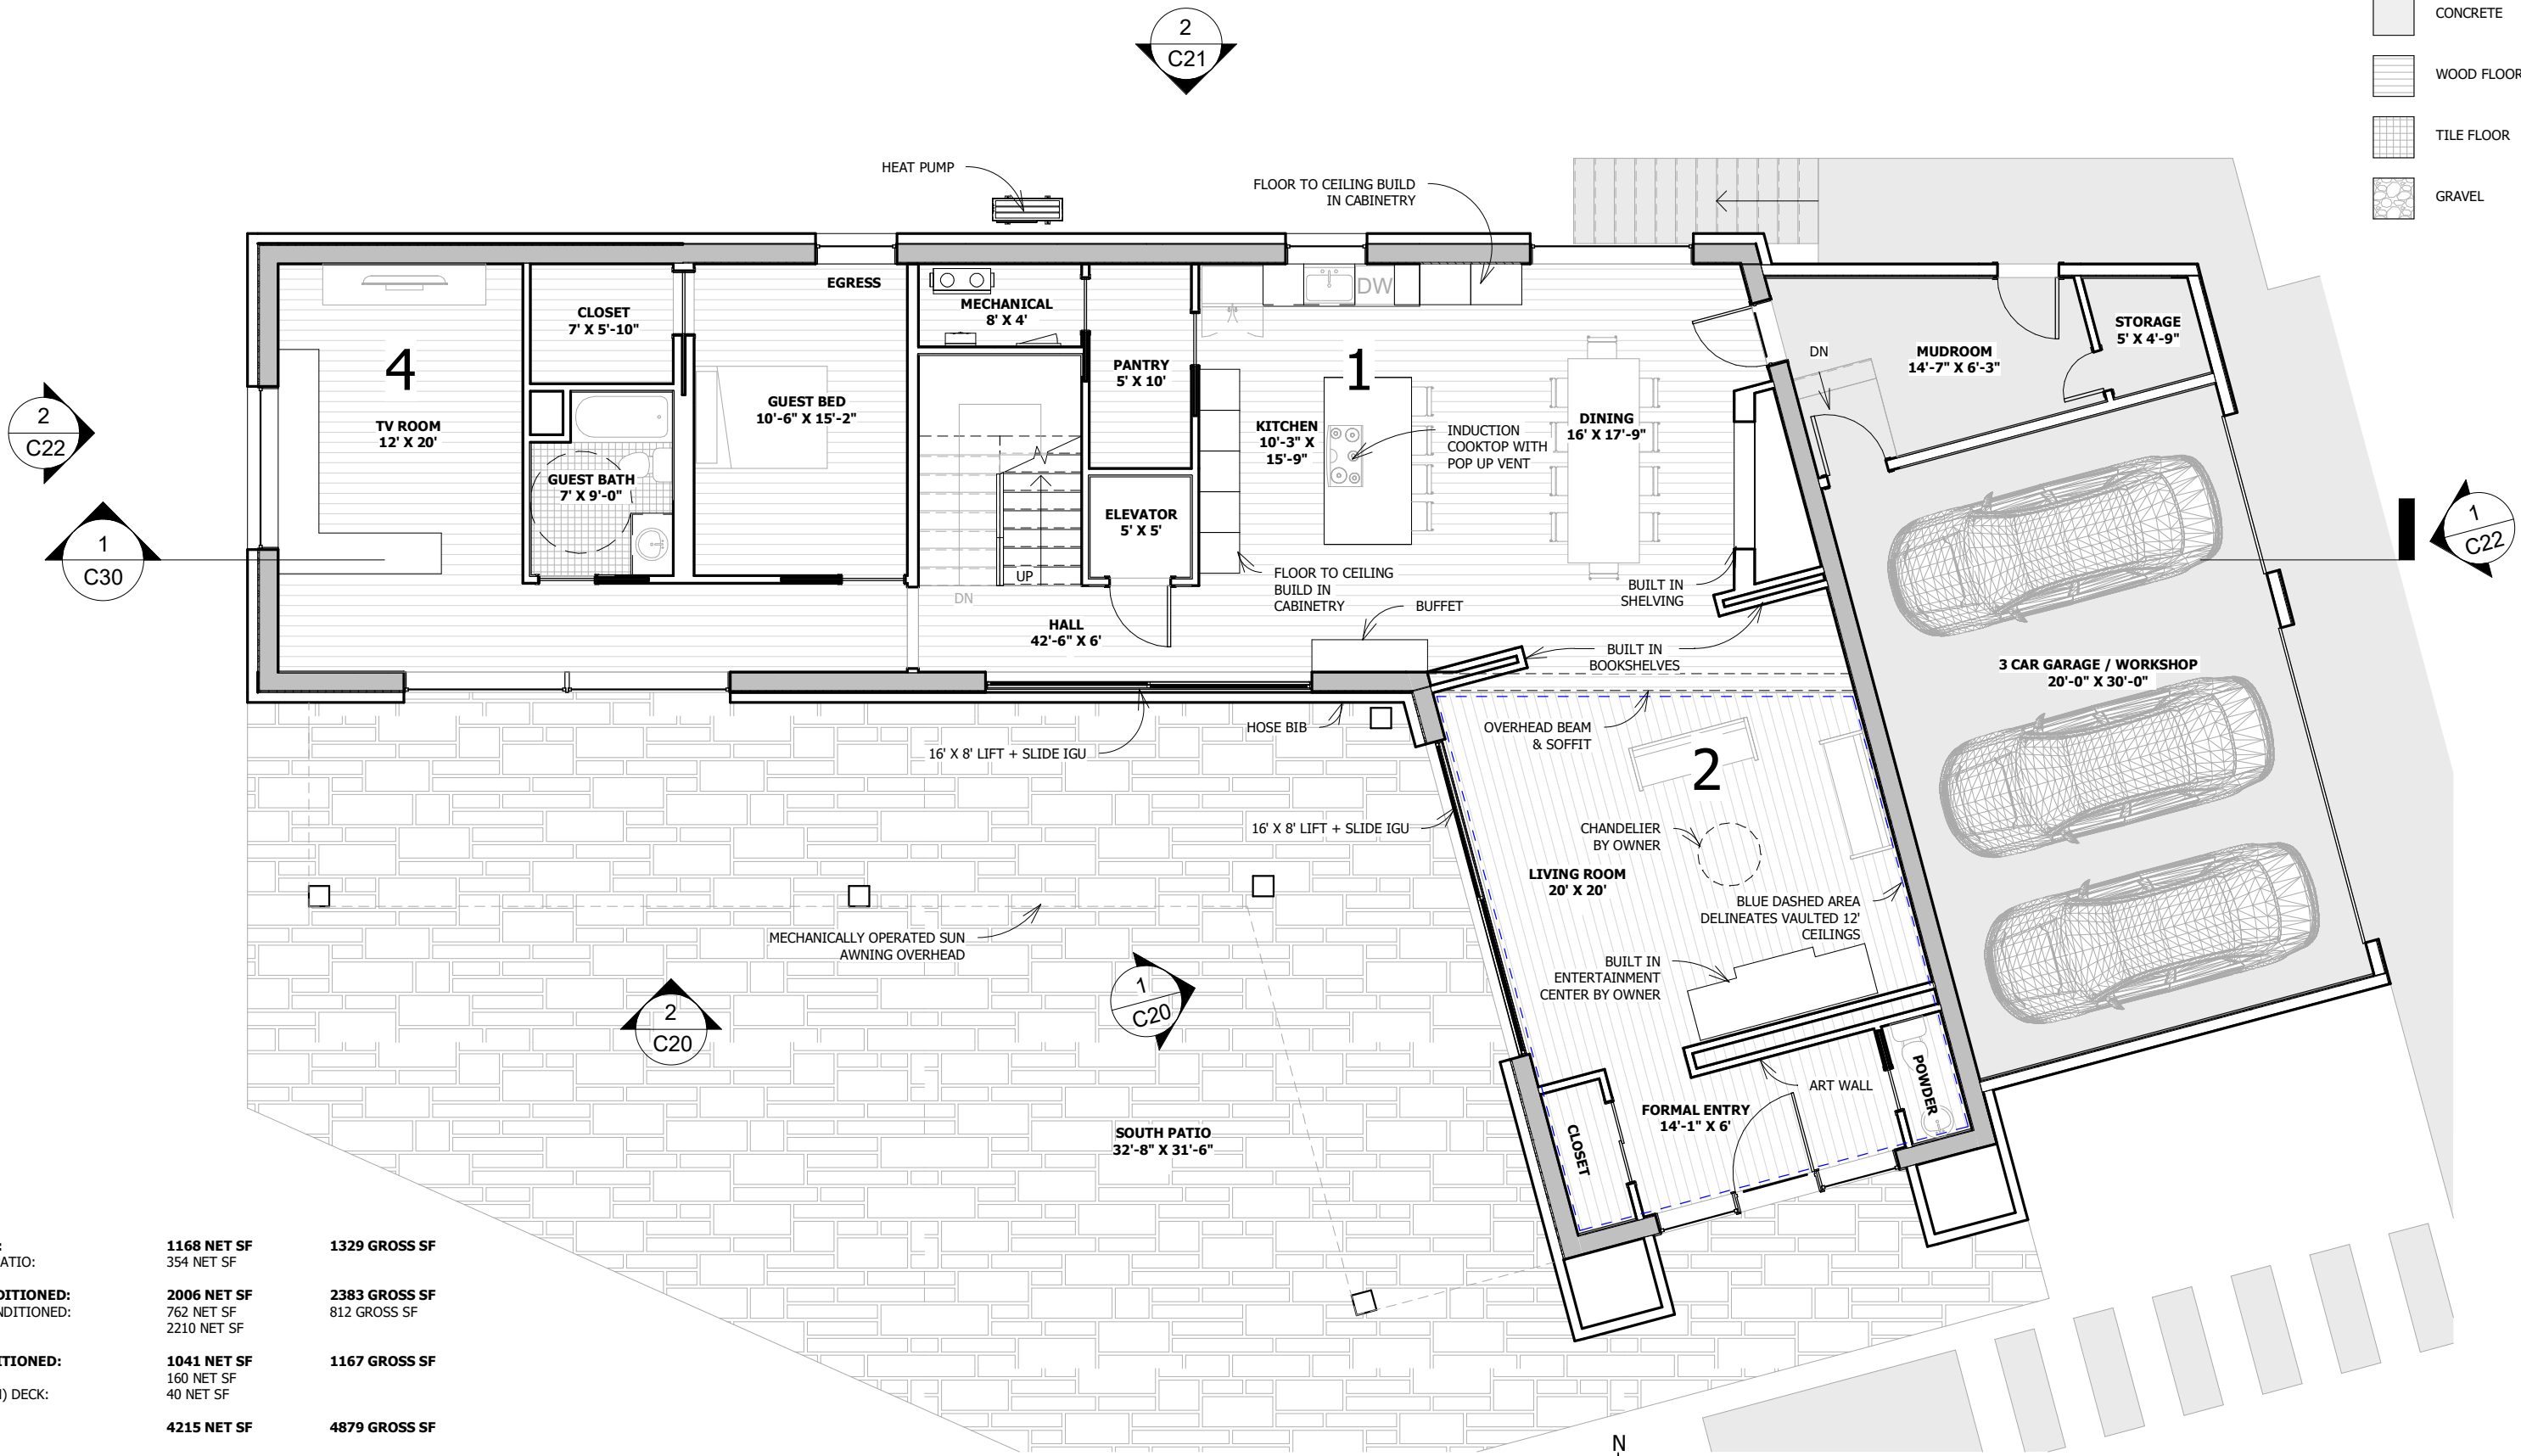 2
C21
CONCRETE
WOOD FLOOR
TILE FLOOR
GRAVEL
HEAT PUMP
FLOOR TO CEILING BUILD
IN CABINETRY
EGRESS
CLOSET
7' X 5'-10"
MECHANICAL
8' X 4'
DW
STORAGE
5' X 4'-9"
4
TV ROOM
12' X 20'
GUEST BED
10'-6" X 15'-2"
PANTRY
5' X 10'
1
KITCHEN
10'-3" X
15'-9"
DINING
16' X 17'-9"
DN
MUDROOM
14'-7" X 6'-3"
2
C22
INDUCTION
COOKTOP WITH
POP UP VENT
GUEST BATH
7' X 9'-0"
ELEVATOR
5' X 5'
1
C22
1
C30
UP
DN
FLOOR TO CEILING
BUILD IN
CABINETRY
BUFFET
BUILT IN
SHELVING
HALL
42'-6" X 6'
BUILT IN
BOOKSHELVES
3 CAR GARAGE / WORKSHOP
20'-0" X 30'-0"
HOSE BIB
16' X 8' LIFT + SLIDE IGU
OVERHEAD BEAM
& SOFFIT
2
16' X 8' LIFT + SLIDE IGU
CHANDELIER
BY OWNER
LIVING ROOM
20' X 20'
BLUE DASHED AREA
DELINEATES VAULTED 12'
CEILINGS
MECHANICALLY OPERATED SUN
AWNING OVERHEAD
BUILT IN
ENTERTAINMENT
CENTER BY OWNER
2
C20
1
C20
ART WALL
POWDER
FORMAL ENTRY
14'-1" X 6'
CLOSET
SOUTH PATIO
32'-8" X 31'-6"
: 1168 NET SF 1329 GROSS SF
ATIO: 354 NET SF
DITIONED: 2006 NET SF 2383 GROSS SF
NDITIONED: 762 NET SF 812 GROSS SF
2210 NET SF
ITIONED: 1041 NET SF 1167 GROSS SF
160 NET SF
) DECK: 40 NET SF
4215 NET SF 4879 GROSS SF
N